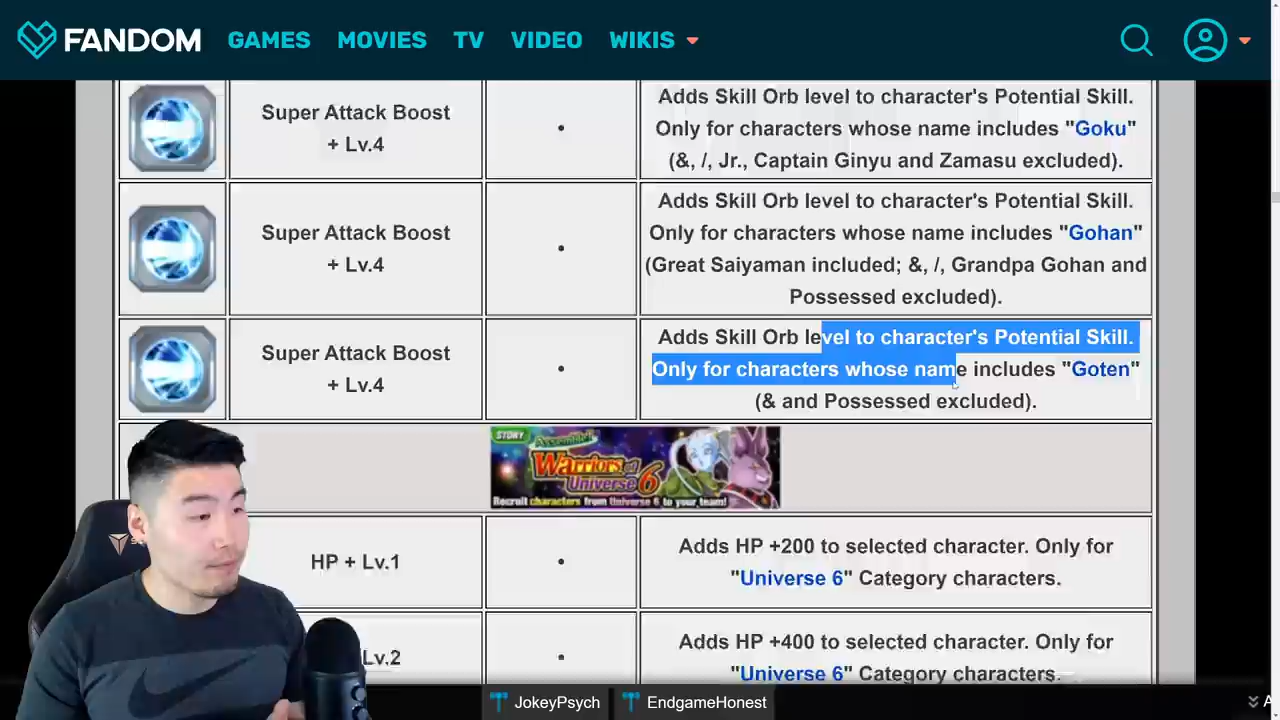 FANDOM GAMES MOVIES TV VIDEO WIKIS
Super Attack Boost
+ Lv.4
•
Adds Skill Orb level to character's Potential Skill.
Only for characters whose name includes "Goku"
(&, /, Jr., Captain Ginyu and Zamasu excluded).
Super Attack Boost
+ Lv.4
•
Adds Skill Orb level to character's Potential Skill.
Only for characters whose name includes "Gohan"
(Great Saiyaman included; &, /, Grandpa Gohan and
Possessed excluded).
Super Attack Boost
+ Lv.4
•
Adds Skill Orb level to character's Potential Skill.
Only for characters whose name includes "Goten"
(& and Possessed excluded).
STORY
Assemble!
Warriors of
Universe 6
Recruit characters from Universe 6 to your team!
HP + Lv.1
•
Adds HP +200 to selected character. Only for
"Universe 6" Category characters.
Lv.2
•
Adds HP +400 to selected character. Only for
"Universe 6" Category characters.
JokeyPsych EndgameHonest